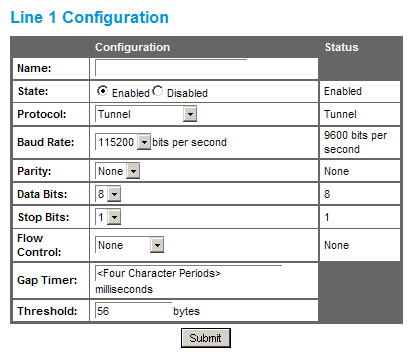 Line 1 Configuration
Configuration Status
Name:
State: Enabled Disabled Enabled
Protocol: Tunnel Tunnel
Baud Rate: 115200 bits per second 9600 bits per
second
Parity: None None
Data Bits: 8 8
Stop Bits: 1 1
Flow
Control: None None
Gap Timer: <Four Character Periods>
milliseconds
Threshold: 56 bytes
Submit